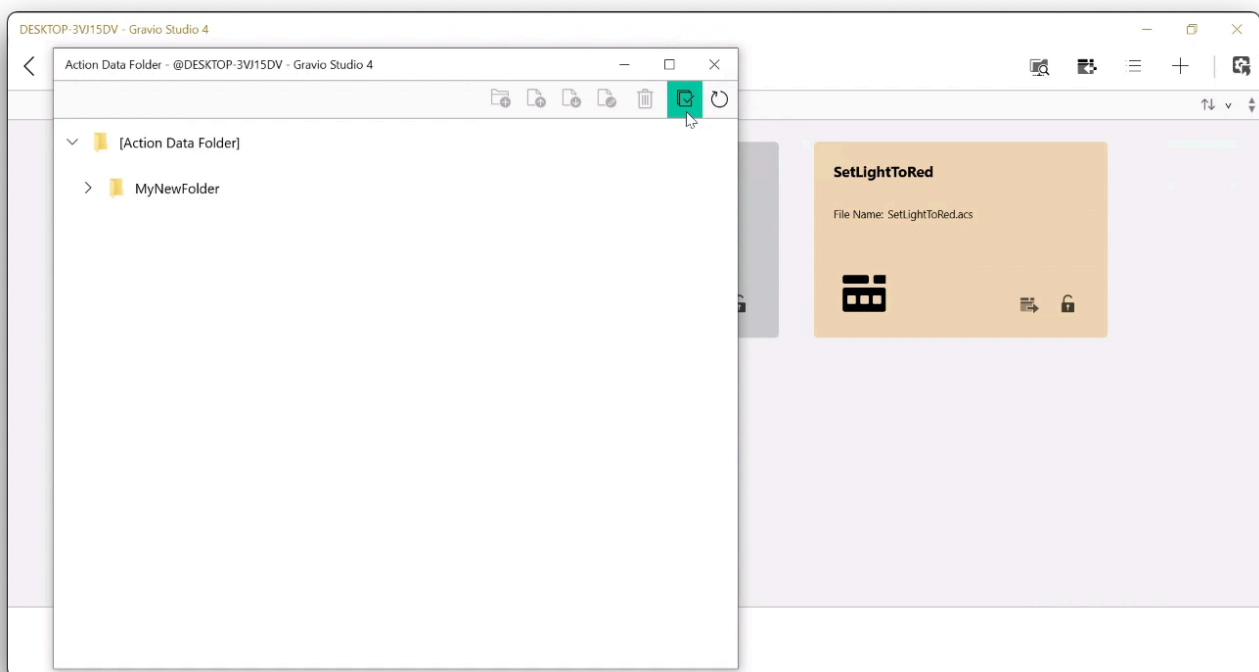 DESKTOP-3VJ15DV - Gravio Studio 4
Action Data Folder - @DESKTOP-3VJ15DV - Gravio Studio 4
[Action Data Folder]
MyNewFolder
SetLightToRed
File Name: SetLightToRed.acs